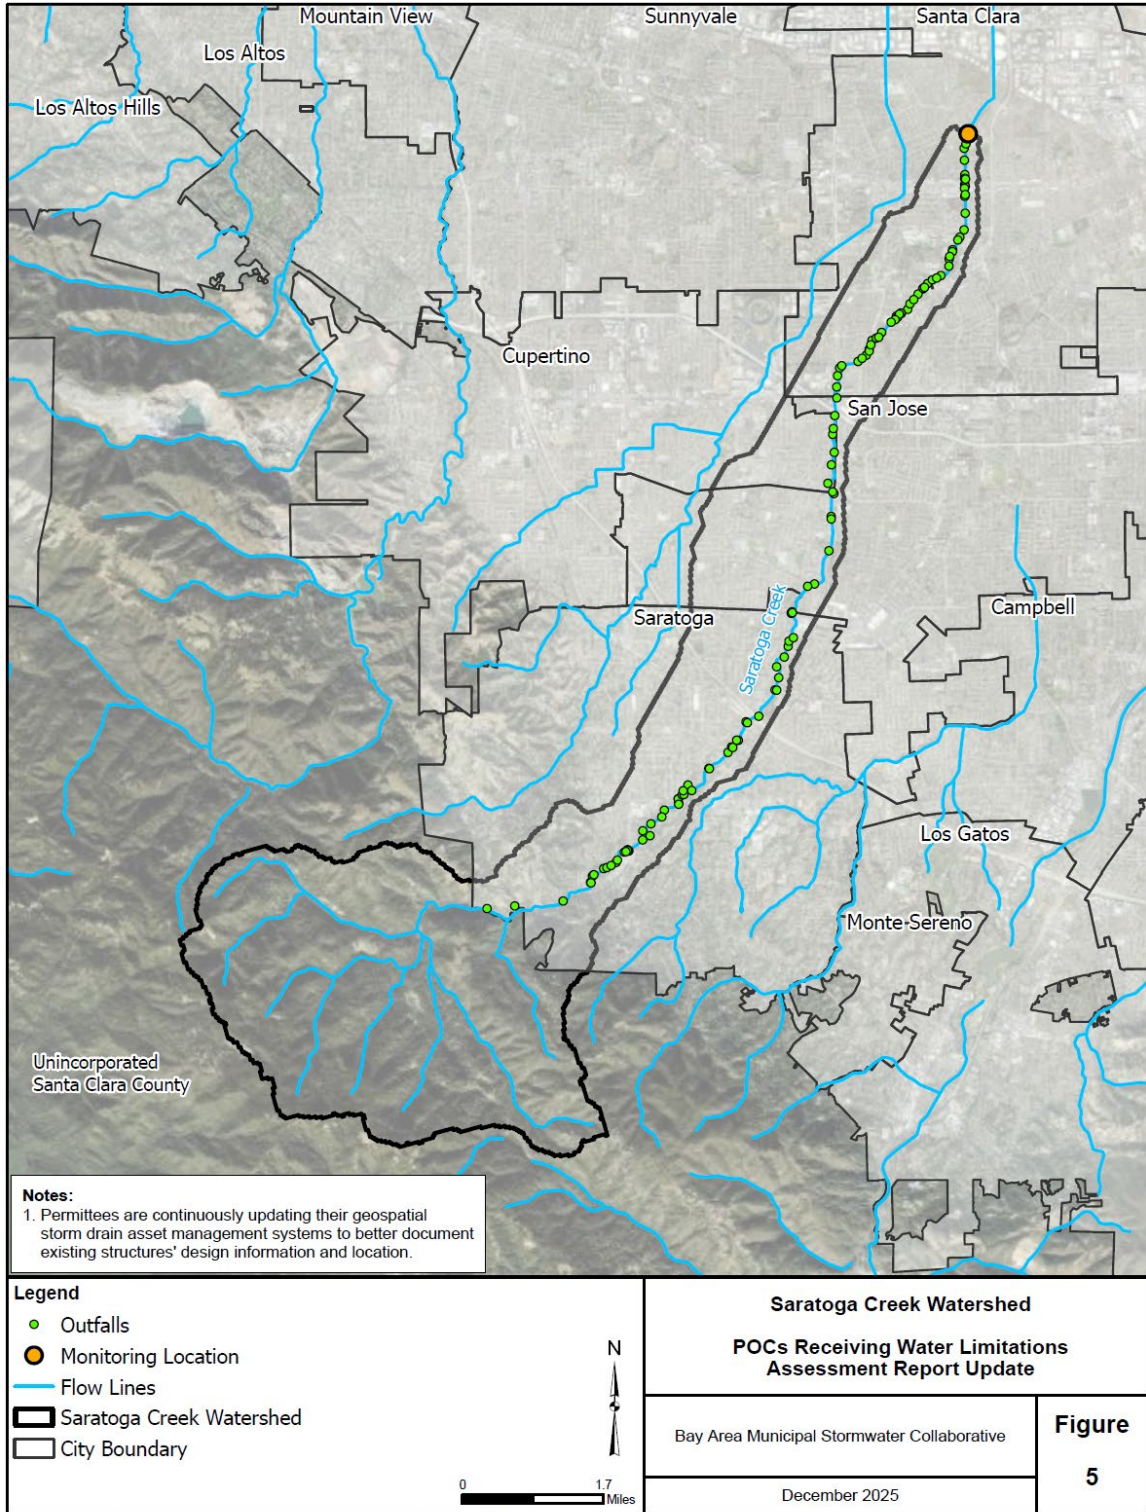 Mountain View
Sunnyvale
Santa Clara
Los Altos
Los Altos Hills
Cupertino
San Jose
Saratoga Creek
Campbell
Saratoga
Los Gatos
Monte Sereno
Unincorporated
Santa Clara County
Notes:
1. Permittees are continuously updating their geospatial
storm drain asset management systems to better document
existing structures' design information and location.
Legend
Outfalls
Monitoring Location
Flow Lines
Saratoga Creek Watershed
City Boundary
N
0 1.7
Miles
Saratoga Creek Watershed
POCs Receiving Water Limitations
Assessment Report Update
Bay Area Municipal Stormwater Collaborative
December 2025
Figure
5